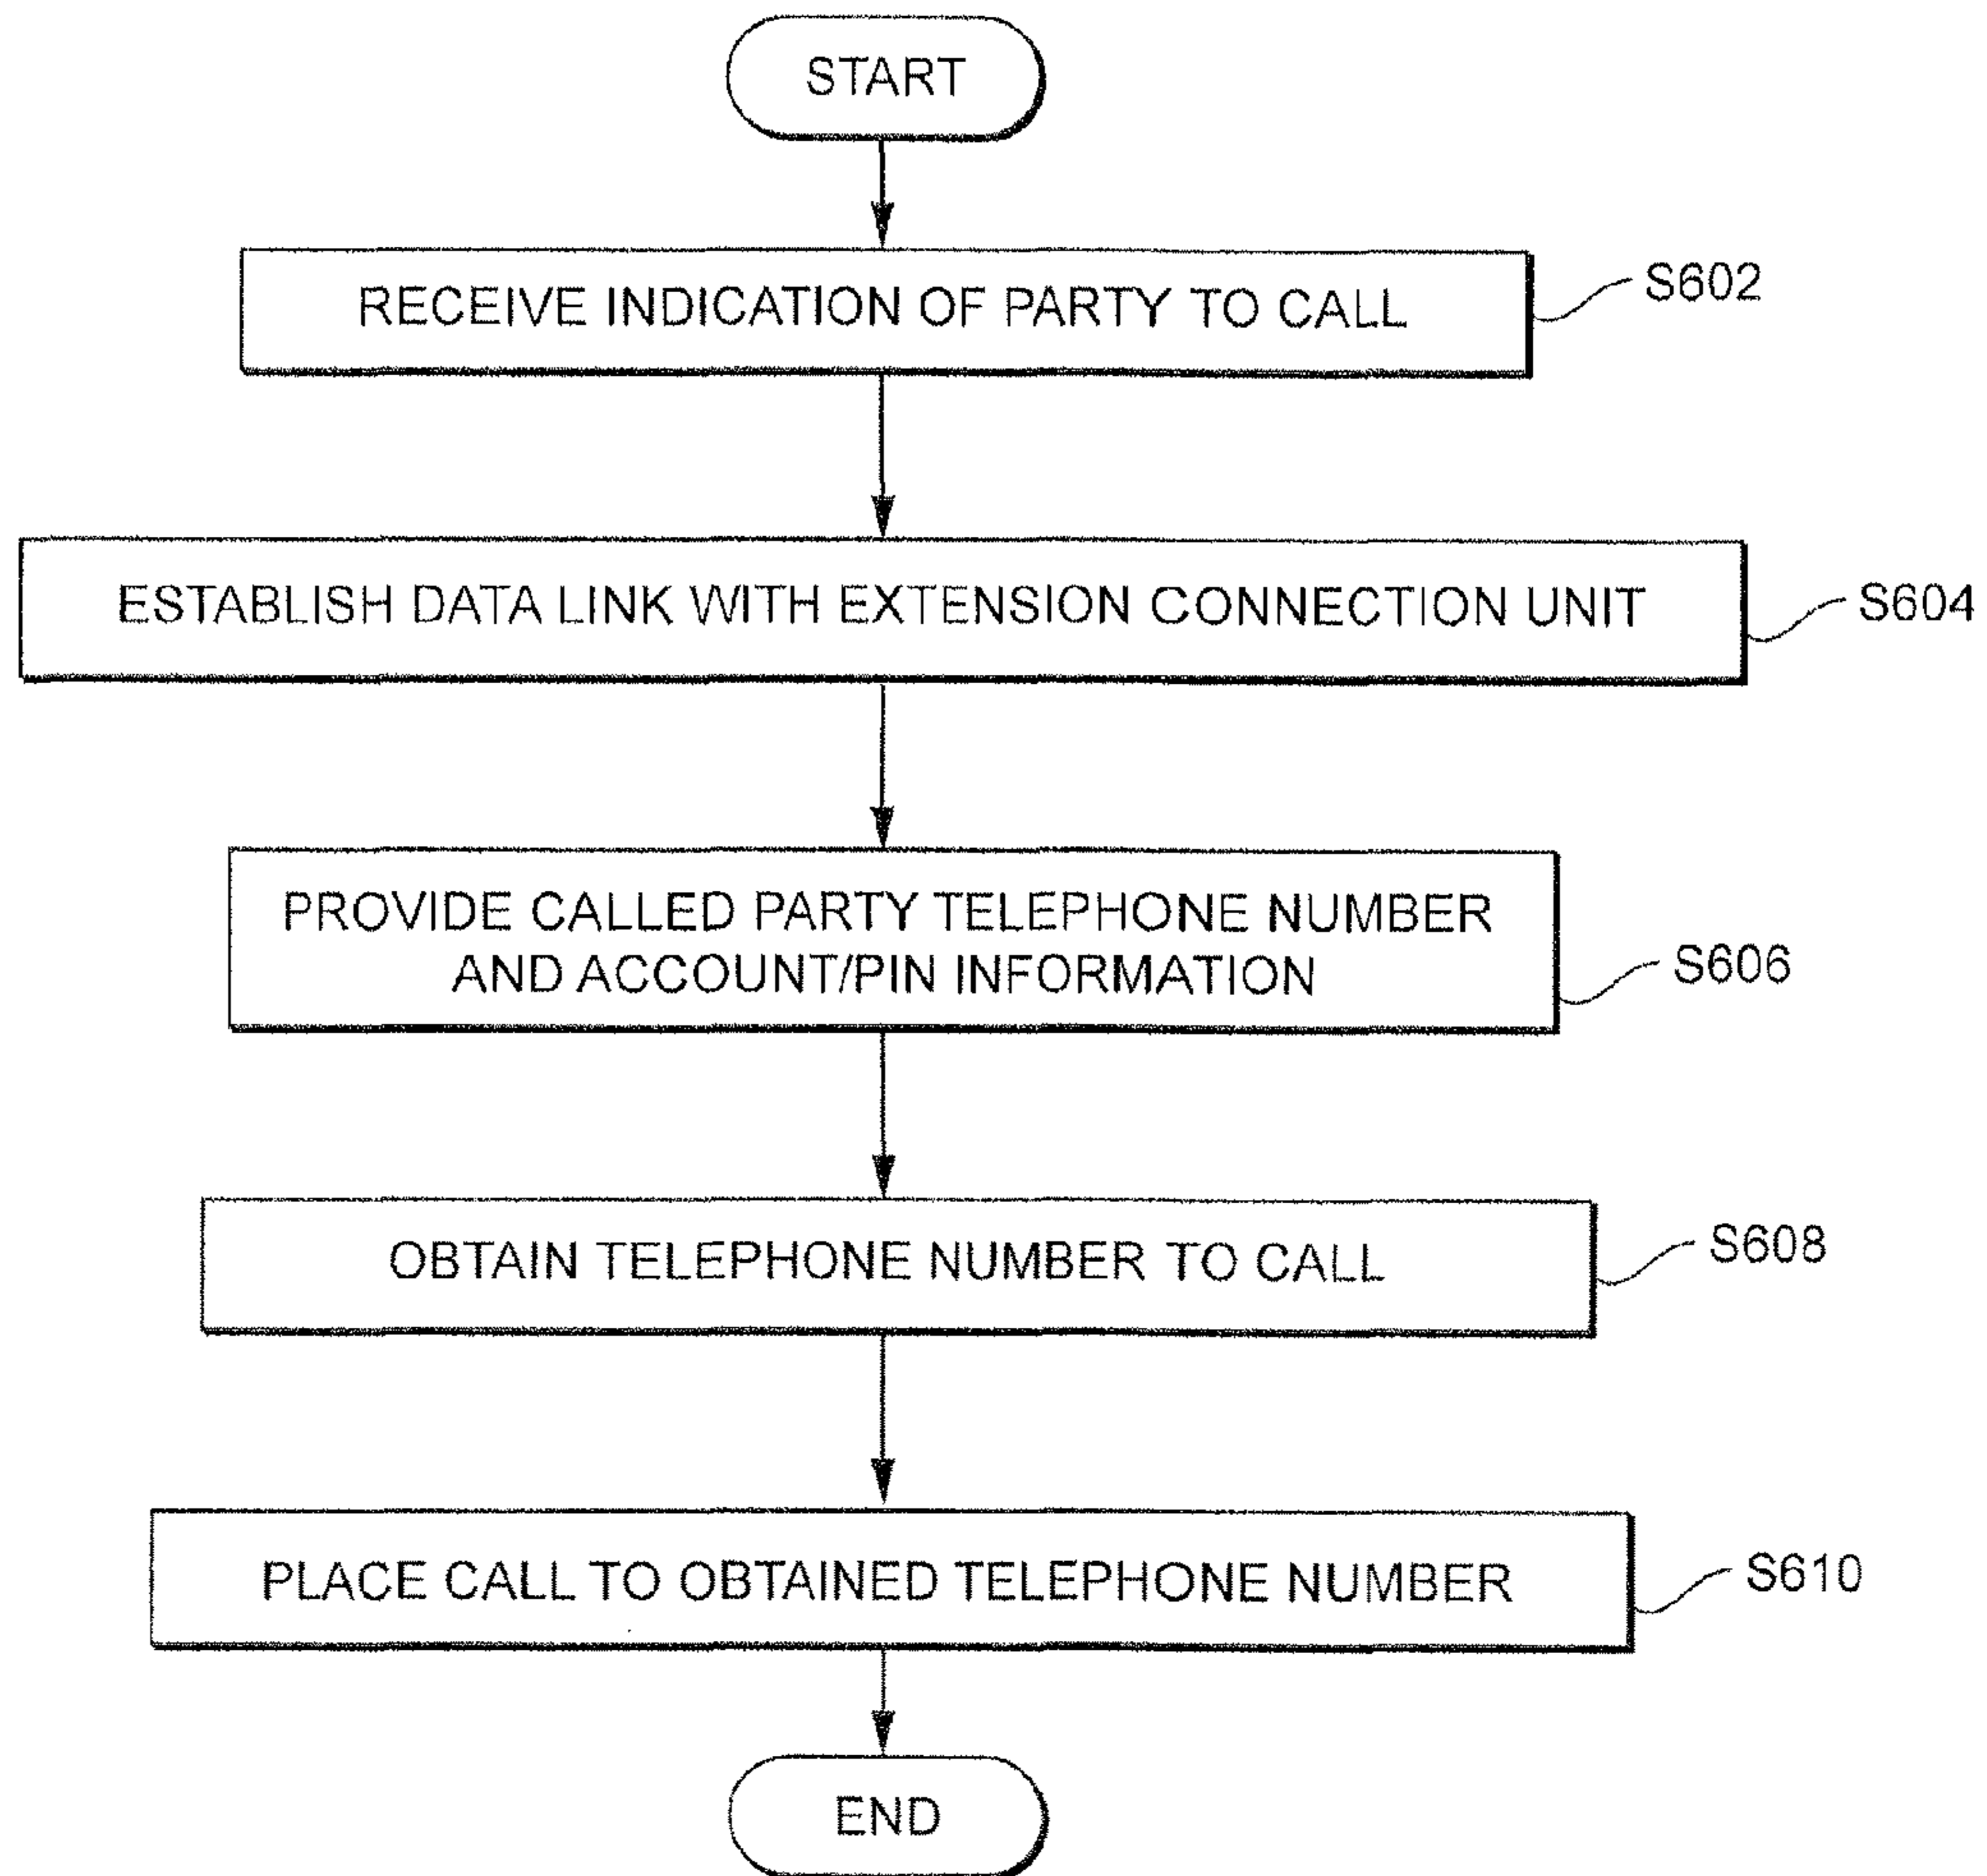 START
RECEIVE INDICATION OF PARTY TO CALL
S602
ESTABLISH DATA LINK WITH EXTENSION CONNECTION UNIT
S604
PROVIDE CALLED PARTY TELEPHONE NUMBER
AND ACCOUNT/PIN INFORMATION
S606
OBTAIN TELEPHONE NUMBER TO CALL
S608
PLACE CALL TO OBTAINED TELEPHONE NUMBER
S610
END